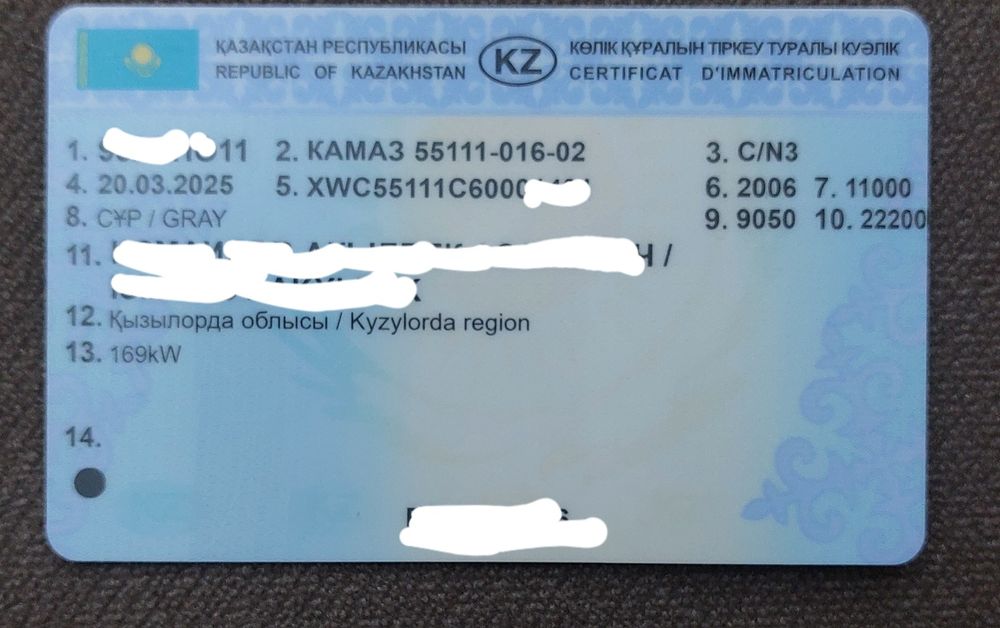 ҚАЗАҚСТАН РЕСПУБЛИКАСЫ KZ КӨЛІК ҚҰРАЛЫН ТІРКЕУ ТУРАЛЫ КУӘЛІК
REPUBLIC OF KAZAKHSTAN CERTIFICAT D'IMMATRICULATION
1. 11 2. КАМАЗ 55111-016-02 3. C/N3
4. 20.03.2025 5. XWC55111C6000 6. 2006 7. 11000
8. СҰР / GRAY 9. 9050 10. 22200
11. /
12. Қызылорда облысы / Kyzylorda region
13. 169kW
14.